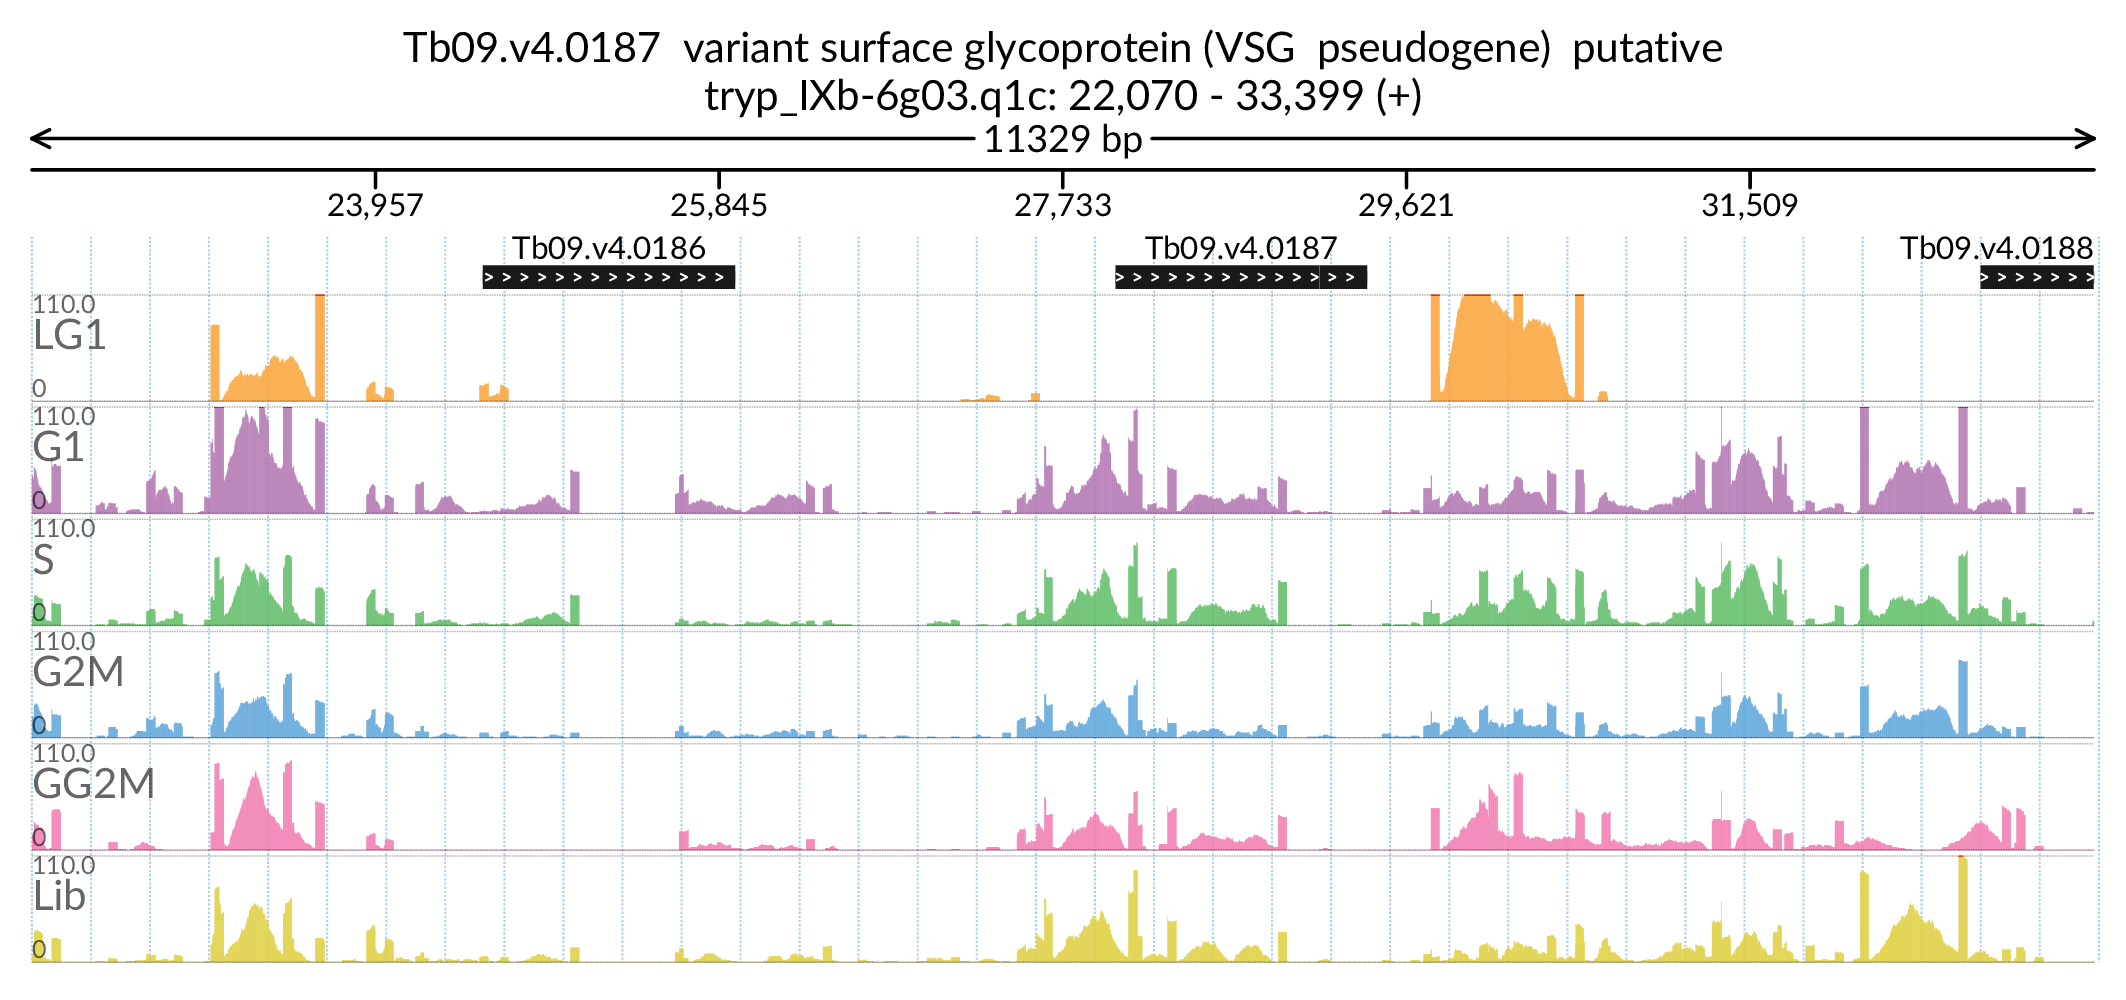 Tb09.v4.0187 variant surface glycoprotein (VSG pseudogene) putative
tryp_IXb-6g03.q1c: 22,070 - 33,399 (+)
11329 bp
23,957 25,845 27,733 29,621 31,509
Tb09.v4.0186 Tb09.v4.0187 Tb09.v4.0188
110.0
LG1
0
110.0
G1
0
110.0
S
0
110.0
G2M
0
110.0
GG2M
0
110.0
Lib
0